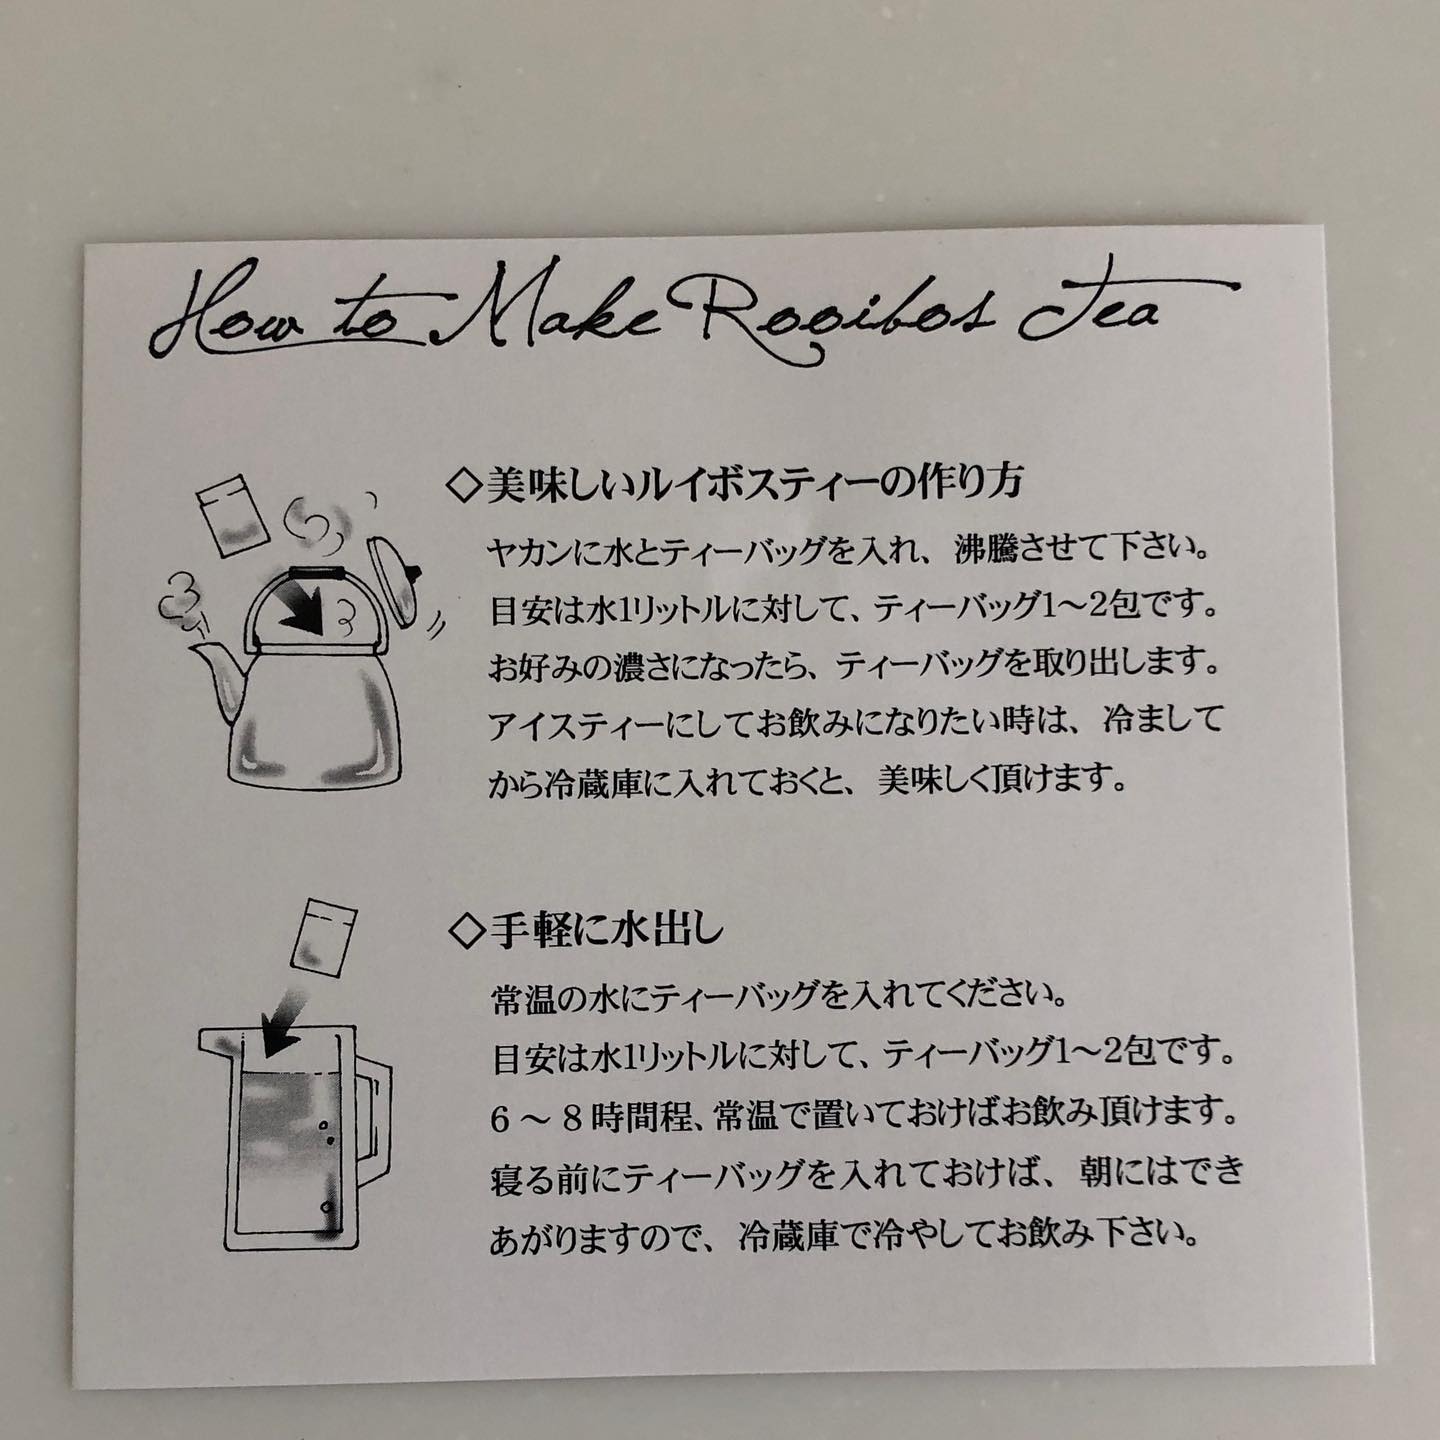 How to Make Rooibos Tea
◇美味しいルイボスティーの作り方
ヤカンに水とティーバッグを入れ、沸騰させて下さい。
目安は水1リットルに対して、ティーバッグ1〜2包です。
お好みの濃さになったら、ティーバッグを取り出します。
アイスティーにしてお飲みになりたい時は、冷まして
から冷蔵庫に入れておくと、美味しく頂けます。
◇手軽に水出し
常温の水にティーバッグを入れてください。
目安は水1リットルに対して、ティーバッグ1〜2包です。
6〜8時間程、常温で置いておけばお飲み頂けます。
寝る前にティーバッグを入れておけば、朝にはでき
あがりますので、冷蔵庫で冷やしてお飲み下さい。